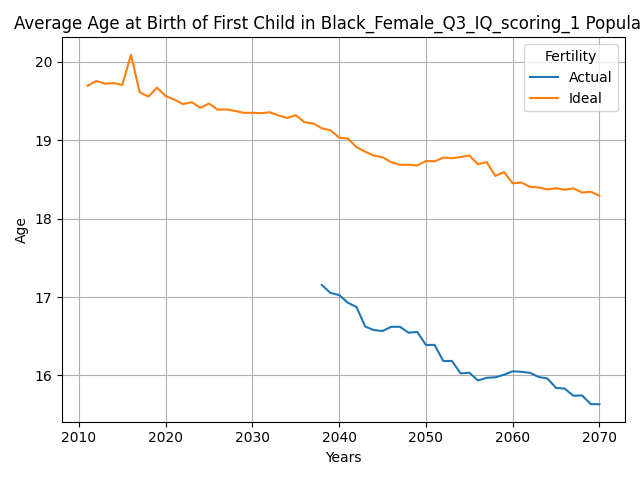 Average Age at Birth of First Child in Black_Female_Q3_IQ_scoring_1 Popula
Fertility
Actual
Ideal
20
19
18
17
16
Age
2010 2020 2030 2040 2050 2060 2070
Years